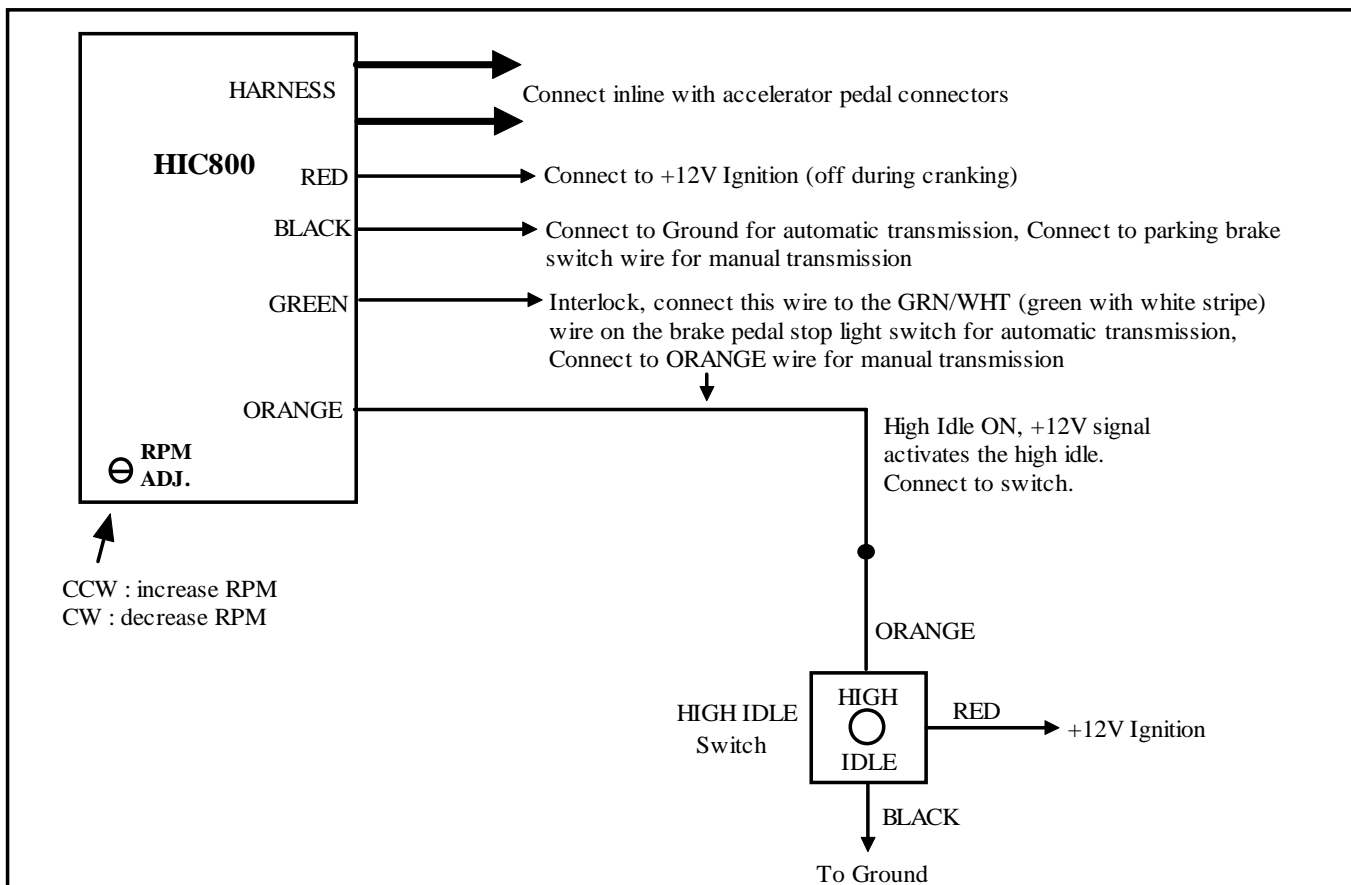 HARNESS
Connect inline with accelerator pedal connectors
HIC800
RED
Connect to +12V Ignition (off during cranking)
BLACK
Connect to Ground for automatic transmission, Connect to parking brake
switch wire for manual transmission
GREEN
Interlock, connect this wire to the GRN/WHT (green with white stripe)
wire on the brake pedal stop light switch for automatic transmission,
Connect to ORANGE wire for manual transmission
ORANGE
High Idle ON, +12V signal
activates the high idle.
Connect to switch.
RPM
ADJ.
CCW : increase RPM
CW : decrease RPM
ORANGE
HIGH IDLE
Switch
HIGH
IDLE
RED
+12V Ignition
BLACK
To Ground